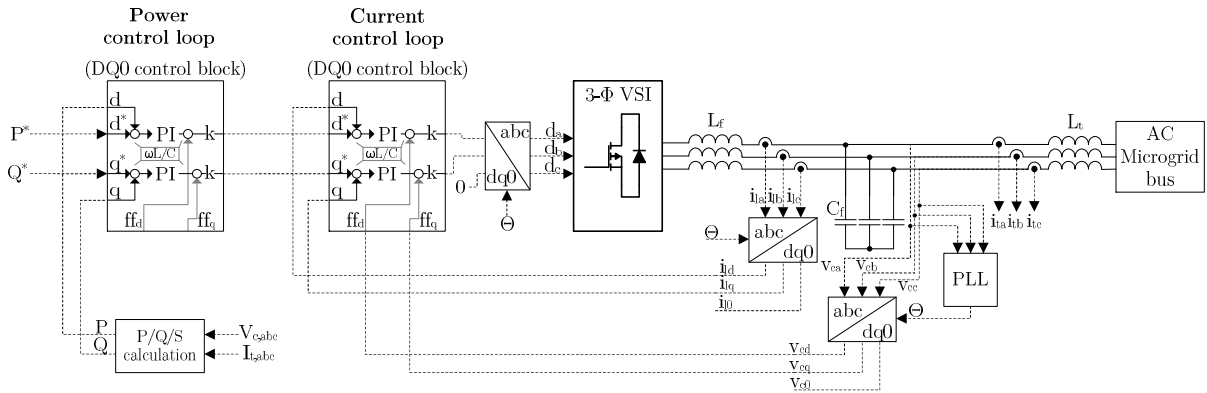 Power
control loop
(DQ0 control block)
Current
control loop
(DQ0 control block)
P*
Q*
d
d*
q*
q
PI
PI
ωL/C
k
k
ff_d
ff_q
d
d*
q*
q
PI
PI
ωL/C
k
k
ff_d
ff_q
0
abc
dq0
Θ
d_a
d_b
d_c
3-Φ VSI
L_f
L_t
AC
Microgrid
bus
i_la
i_lb
i_lc
C_f
i_ta
i_tb
i_tc
Θ
abc
dq0
i_ld
i_lq
i_l0
v_ca
v_cb
v_cc
PLL
abc
dq0
Θ
P
Q
P/Q/S
calculation
V_c,abc
I_t,abc
v_cd
v_cq
v_c0